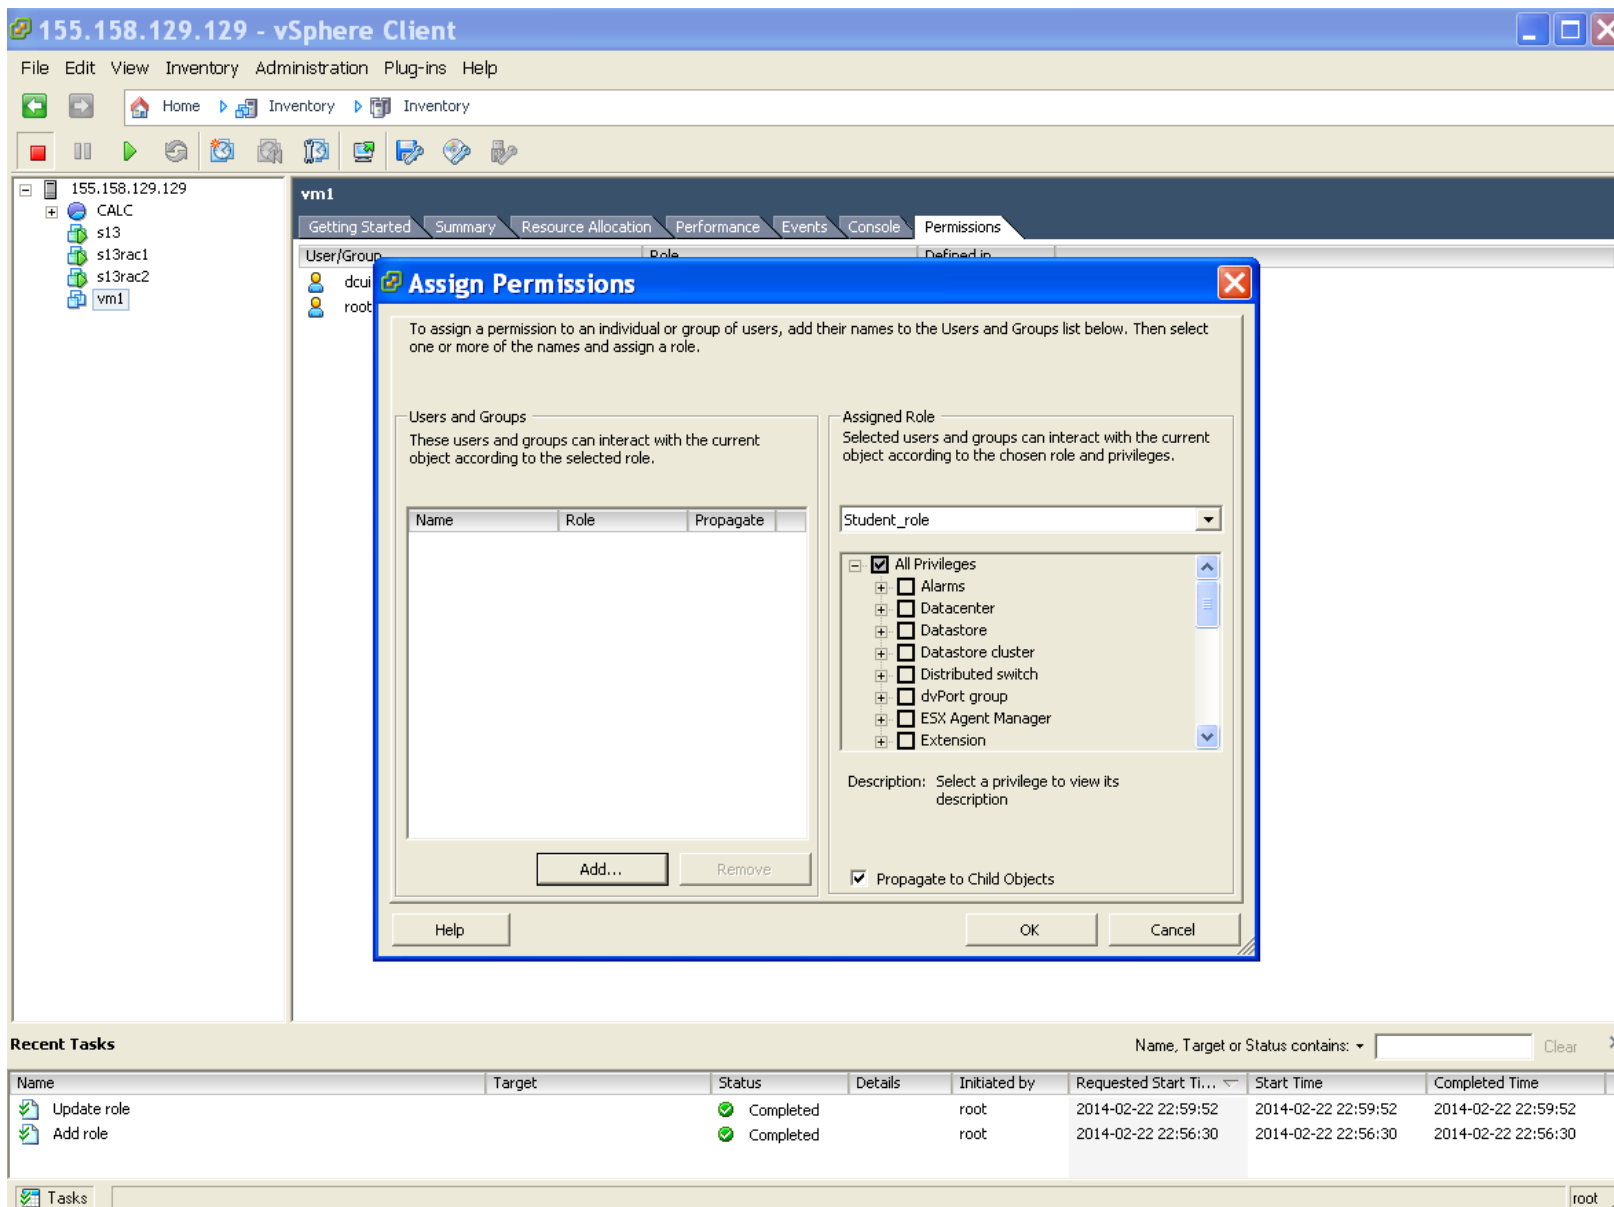 155.158.129.129 - vSphere Client
File Edit View Inventory Administration Plug-ins Help
Home Inventory Inventory
155.158.129.129
CALC
s13
s13rac1
s13rac2
vm1
vm1
Getting Started Summary Resource Allocation Performance Events Console Permissions
User/Group Role Defined in
dcui
root
Assign Permissions
To assign a permission to an individual or group of users, add their names to the Users and Groups list below. Then select
one or more of the names and assign a role.
Users and Groups
These users and groups can interact with the current
object according to the selected role.
Name Role Propagate
Add... Remove
Assigned Role
Selected users and groups can interact with the current
object according to the chosen role and privileges.
Student_role
All Privileges
Alarms
Datacenter
Datastore
Datastore cluster
Distributed switch
dvPort group
ESX Agent Manager
Extension
Description: Select a privilege to view its
description
Propagate to Child Objects
Help OK Cancel
Recent Tasks Name, Target or Status contains: Clear
Name Target Status Details Initiated by Requested Start Ti... Start Time Completed Time
Update role Completed root 2014-02-22 22:59:52 2014-02-22 22:59:52 2014-02-22 22:59:52
Add role Completed root 2014-02-22 22:56:30 2014-02-22 22:56:30 2014-02-22 22:56:30
Tasks root